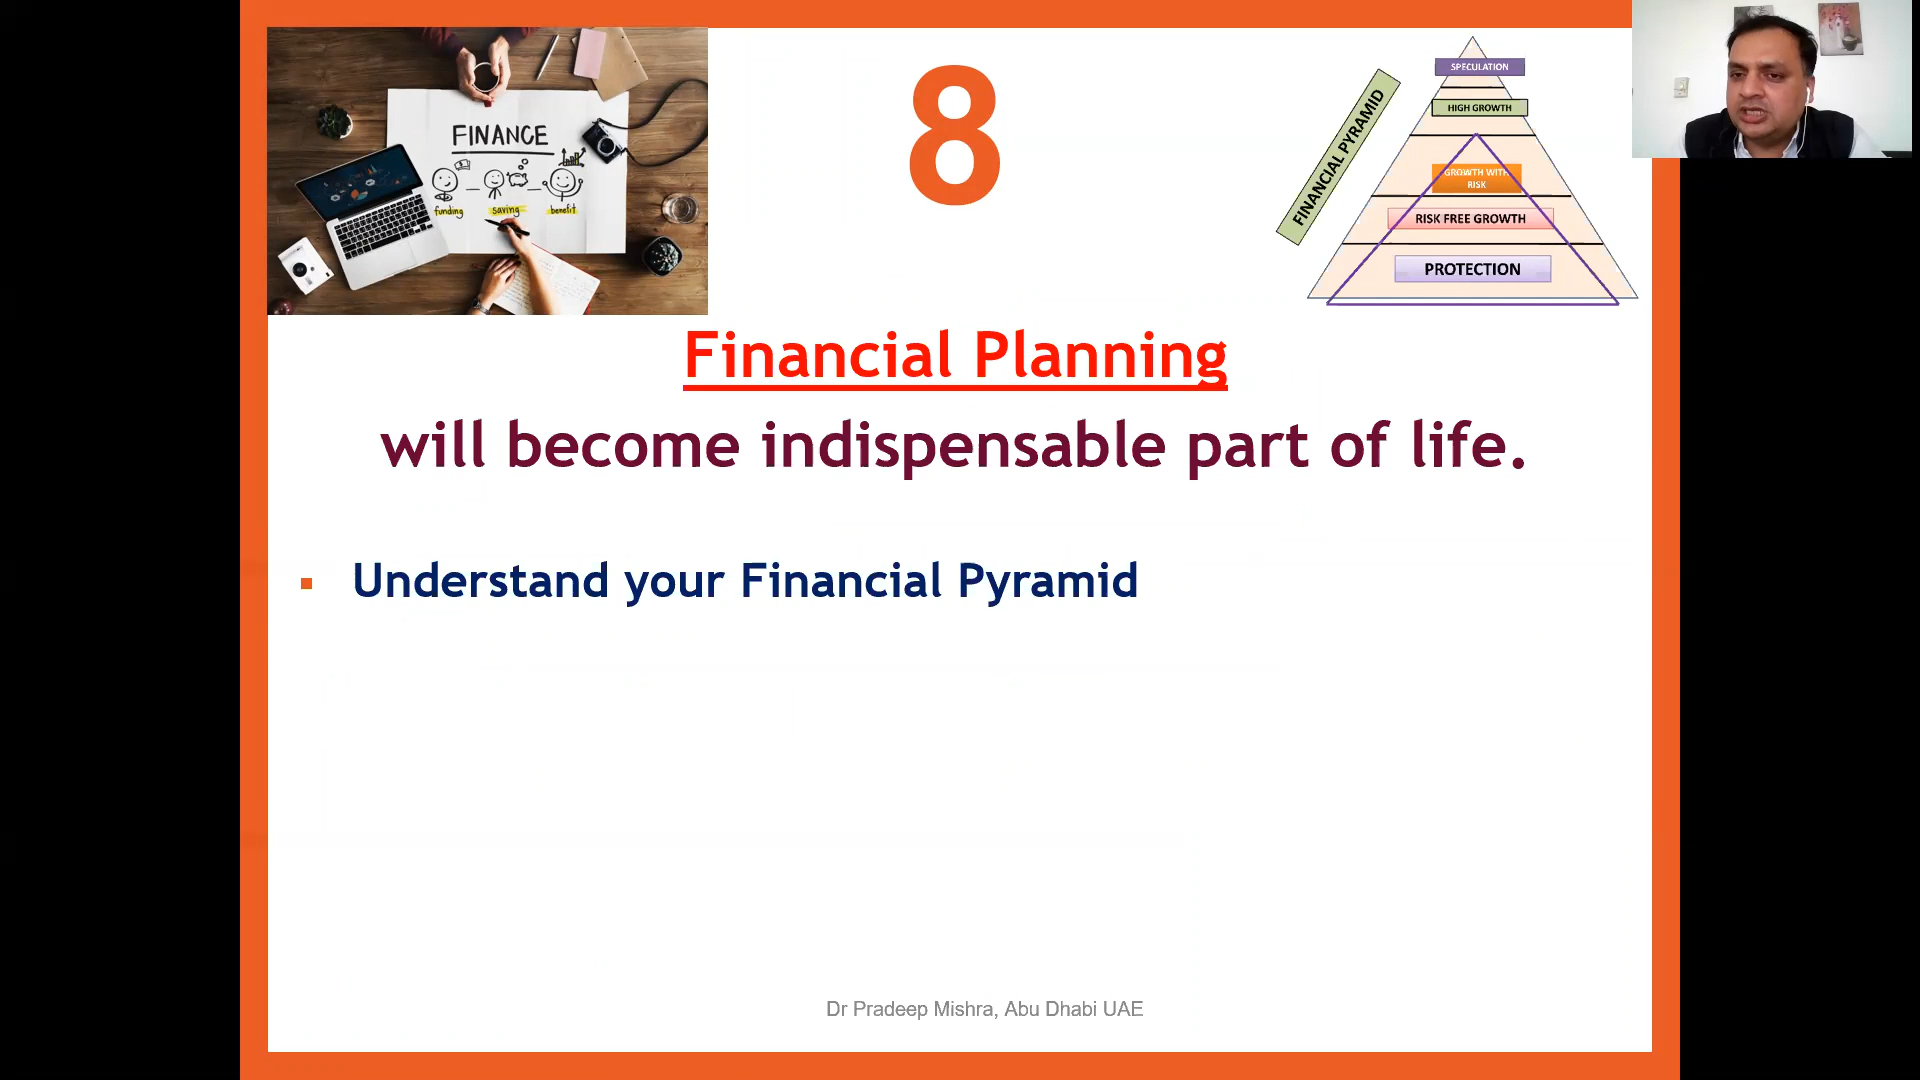 FINANCE
funding
saving
benefit
8
FINANCIAL PYRAMID
SPECULATION
HIGH GROWTH
GROWTH WITH
RISK
RISK FREE GROWTH
PROTECTION
Financial Planning
will become indispensable part of life.
▪ Understand your Financial Pyramid
Dr Pradeep Mishra, Abu Dhabi UAE